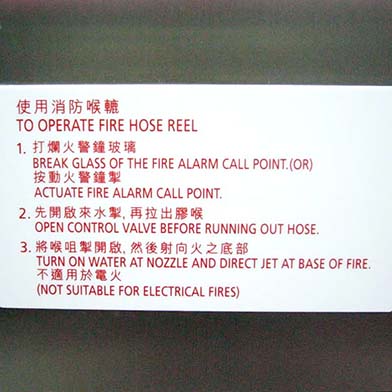 使用消防喉轆
TO OPERATE FIRE HOSE REEL
1. 打爛火警鐘玻璃
BREAK GLASS OF THE FIRE ALARM CALL POINT.(OR)
按動火警鐘掣
ACTUATE FIRE ALARM CALL POINT.
2. 先開啟來水掣,再拉出膠喉
OPEN CONTROL VALVE BEFORE RUNNING OUT HOSE.
3. 將喉咀掣開啟,然後射向火之底部
TURN ON WATER AT NOZZLE AND DIRECT JET AT BASE OF FIRE.
不適用於電火
(NOT SUITABLE FOR ELECTRICAL FIRES)